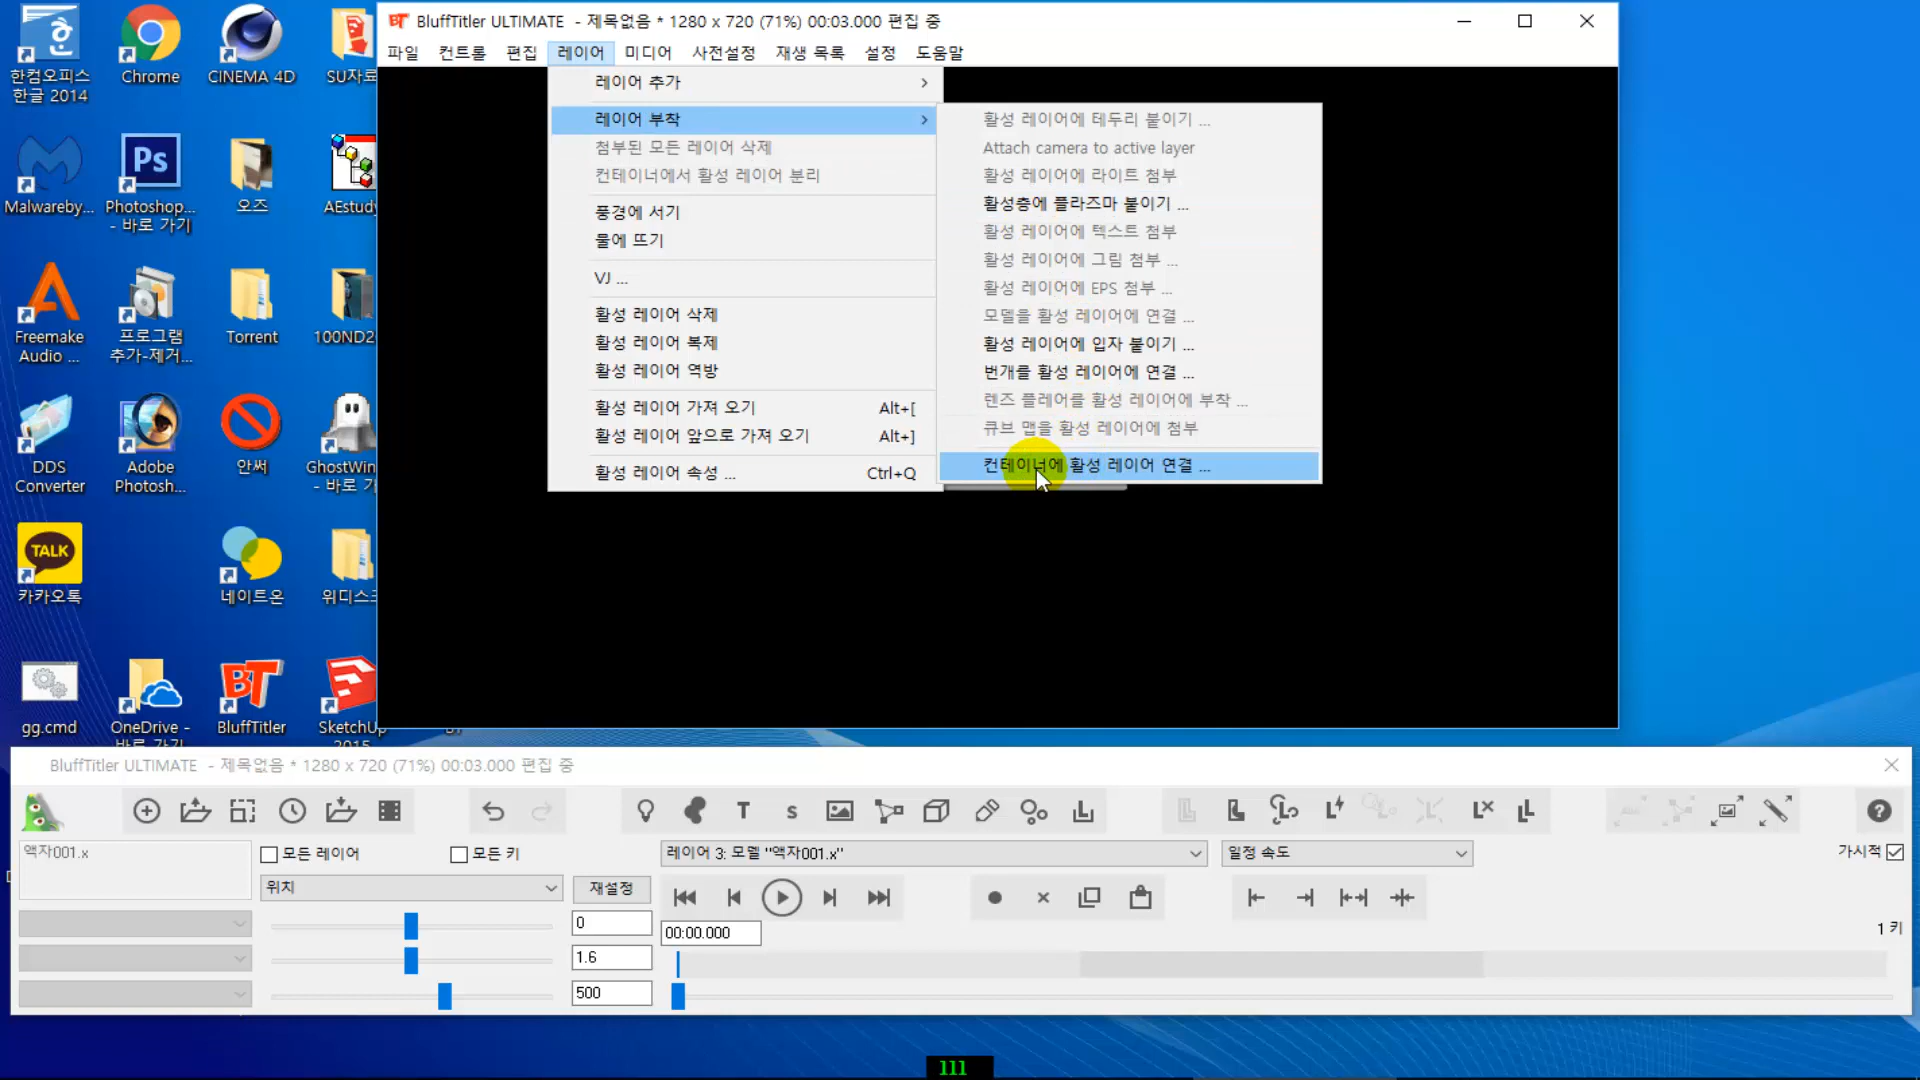 한컴오피스
한글 2014
Chrome
CINEMA 4D
SU자료
Malwareby...
Ps
Photoshop...
- 바로 가기
오즈
AEstudy
Freemake
Audio ...
프로그램
추가-제거...
Torrent
100ND2
DDS
Converter
Adobe
Photosh...
안써
GhostWin
- 바로 가
TALK
카카오톡
네이트온
위디스크
gg.cmd
OneDrive -
바로 가기
BT
BluffTitler
SketchUp
2015
BT BluffTitler ULTIMATE - 제목없음 * 1280 x 720 (71%) 00:03.000 편집 중
파일 컨트롤 편집 레이어 미디어 사전설정 재생 목록 설정 도움말
레이어 추가
레이어 부착
첨부된 모든 레이어 삭제
컨테이너에서 활성 레이어 분리
풍경에 서기
물에 뜨기
VJ ...
활성 레이어 삭제
활성 레이어 복제
활성 레이어 역방
활성 레이어 가져 오기 Alt+[
활성 레이어 앞으로 가져 오기 Alt+]
활성 레이어 속성 ... Ctrl+Q
활성 레이어에 테두리 붙이기 ...
Attach camera to active layer
활성 레이어에 라이트 첨부
활성층에 플라즈마 붙이기 ...
활성 레이어에 텍스트 첨부
활성 레이어에 그림 첨부 ...
활성 레이어에 EPS 첨부 ...
모델을 활성 레이어에 연결 ...
활성 레이어에 입자 붙이기 ...
번개를 활성 레이어에 연결 ...
렌즈 플레어를 활성 레이어에 부착 ...
큐브 맵을 활성 레이어에 첨부
컨테이너에 활성 레이어 연결 ...
BluffTitler ULTIMATE - 제목없음 * 1280 x 720 (71%) 00:03.000 편집 중
액자001.x
모든 레이어
모든 키
레이어 3: 모델 "액자001.x"
일정 속도
가시적
위치
재설정
0
00:00.000
1 키
1.6
500
111